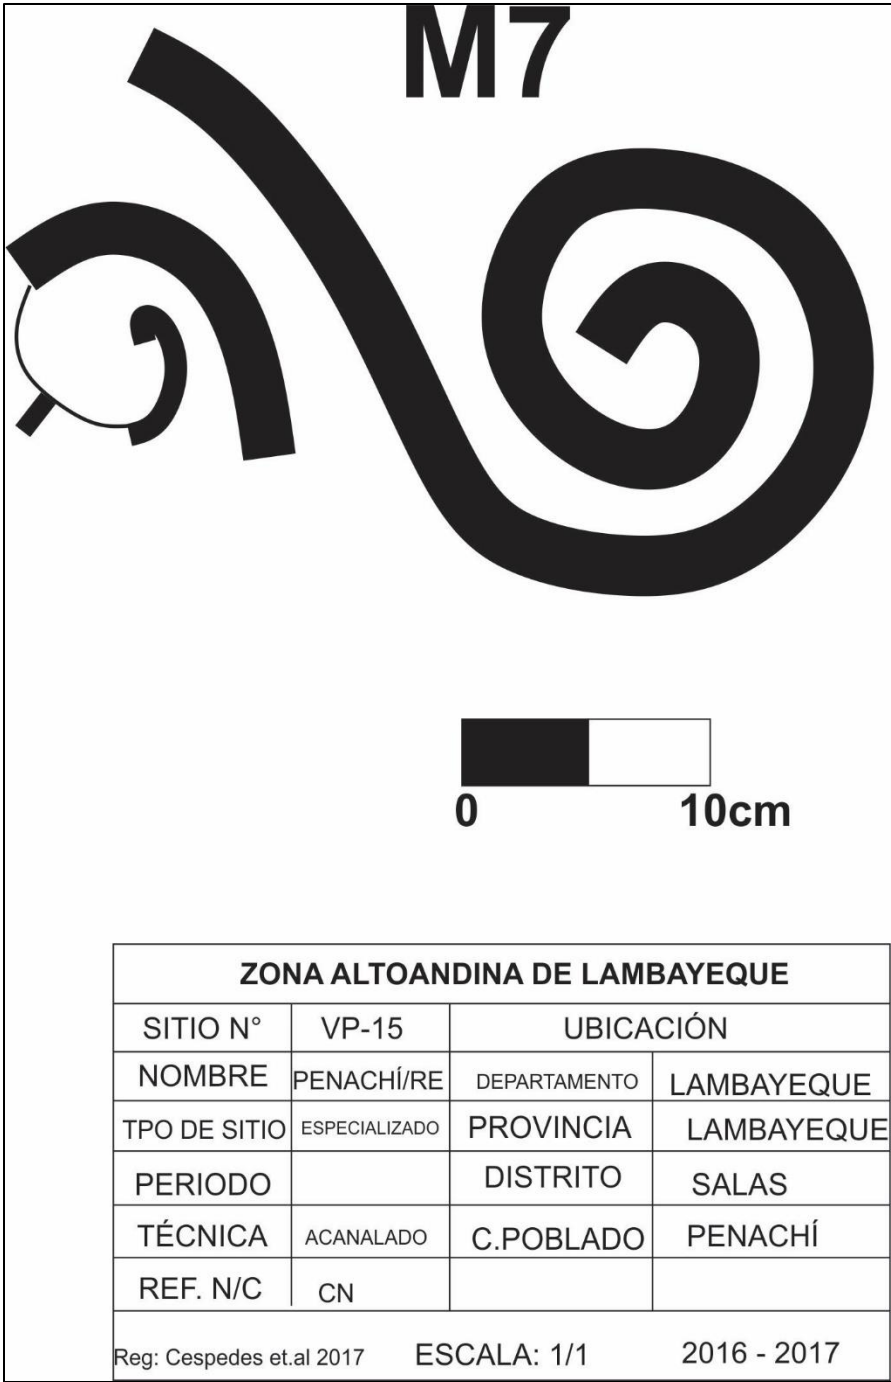 M7
0 10cm
ZONA ALTOANDINA DE LAMBAYEQUE
SITIO N° VP-15 UBICACIÓN
NOMBRE PENACHÍ/RE DEPARTAMENTO LAMBAYEQUE
TPO DE SITIO ESPECIALIZADO PROVINCIA LAMBAYEQUE
PERIODO DISTRITO SALAS
TÉCNICA ACANALADO C.POBLADO PENACHÍ
REF. N/C CN
Reg: Cespedes et.al 2017 ESCALA: 1/1 2016 - 2017